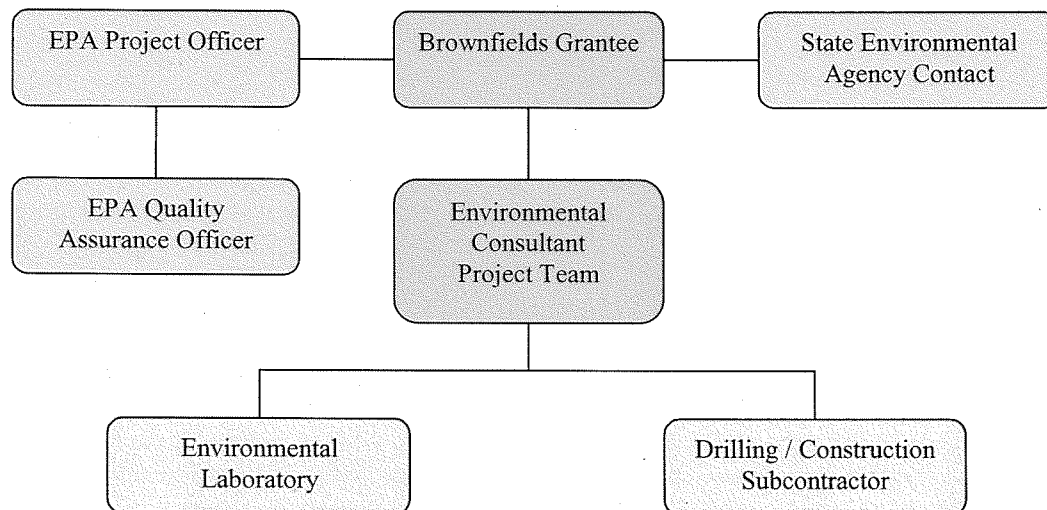 EPA Project Officer
Brownfields Grantee
State Environmental
Agency Contact
EPA Quality
Assurance Officer
Environmental
Consultant
Project Team
Environmental
Laboratory
Drilling / Construction
Subcontractor